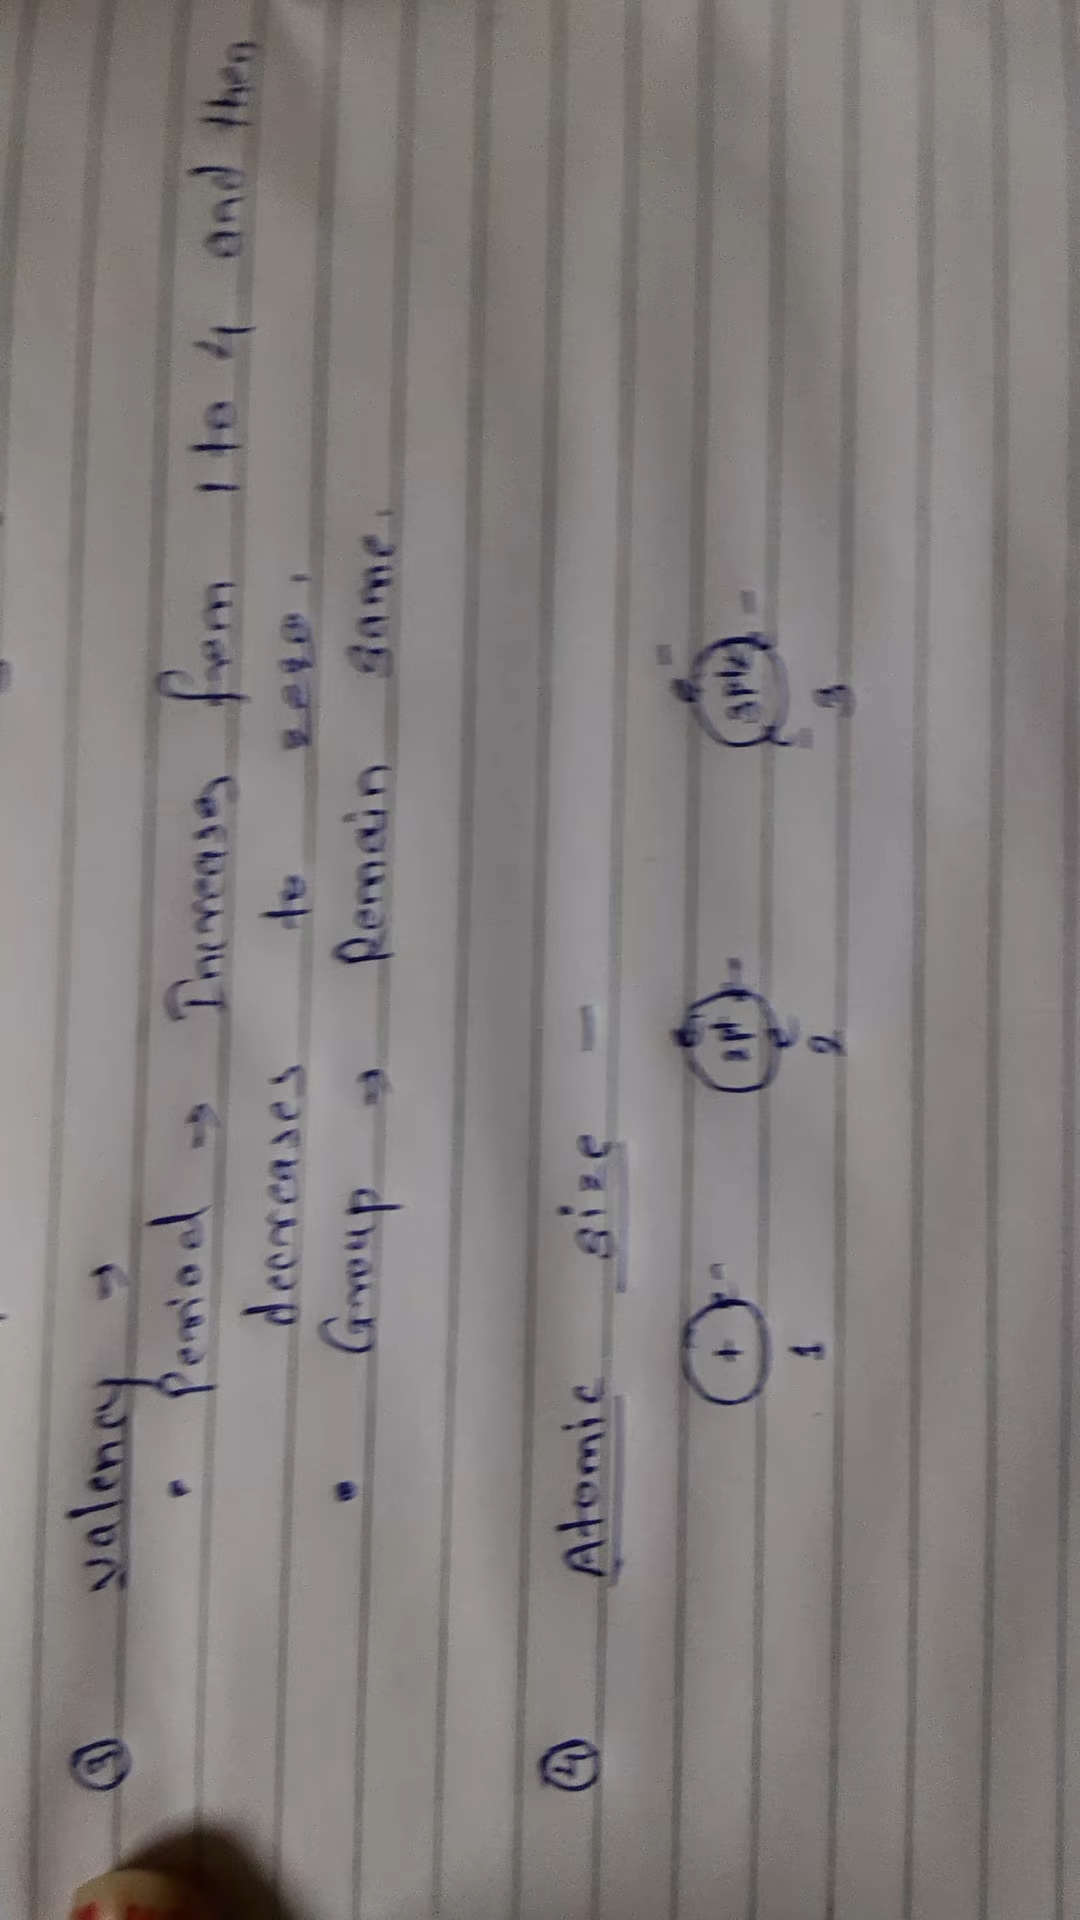 ③ Valency ⇒
• Period ⇒ Increases from 1 to 4 and then
decreases to zero.
• Group ⇒ Remain same.
④ Atomic size –
+ -
1 2 3